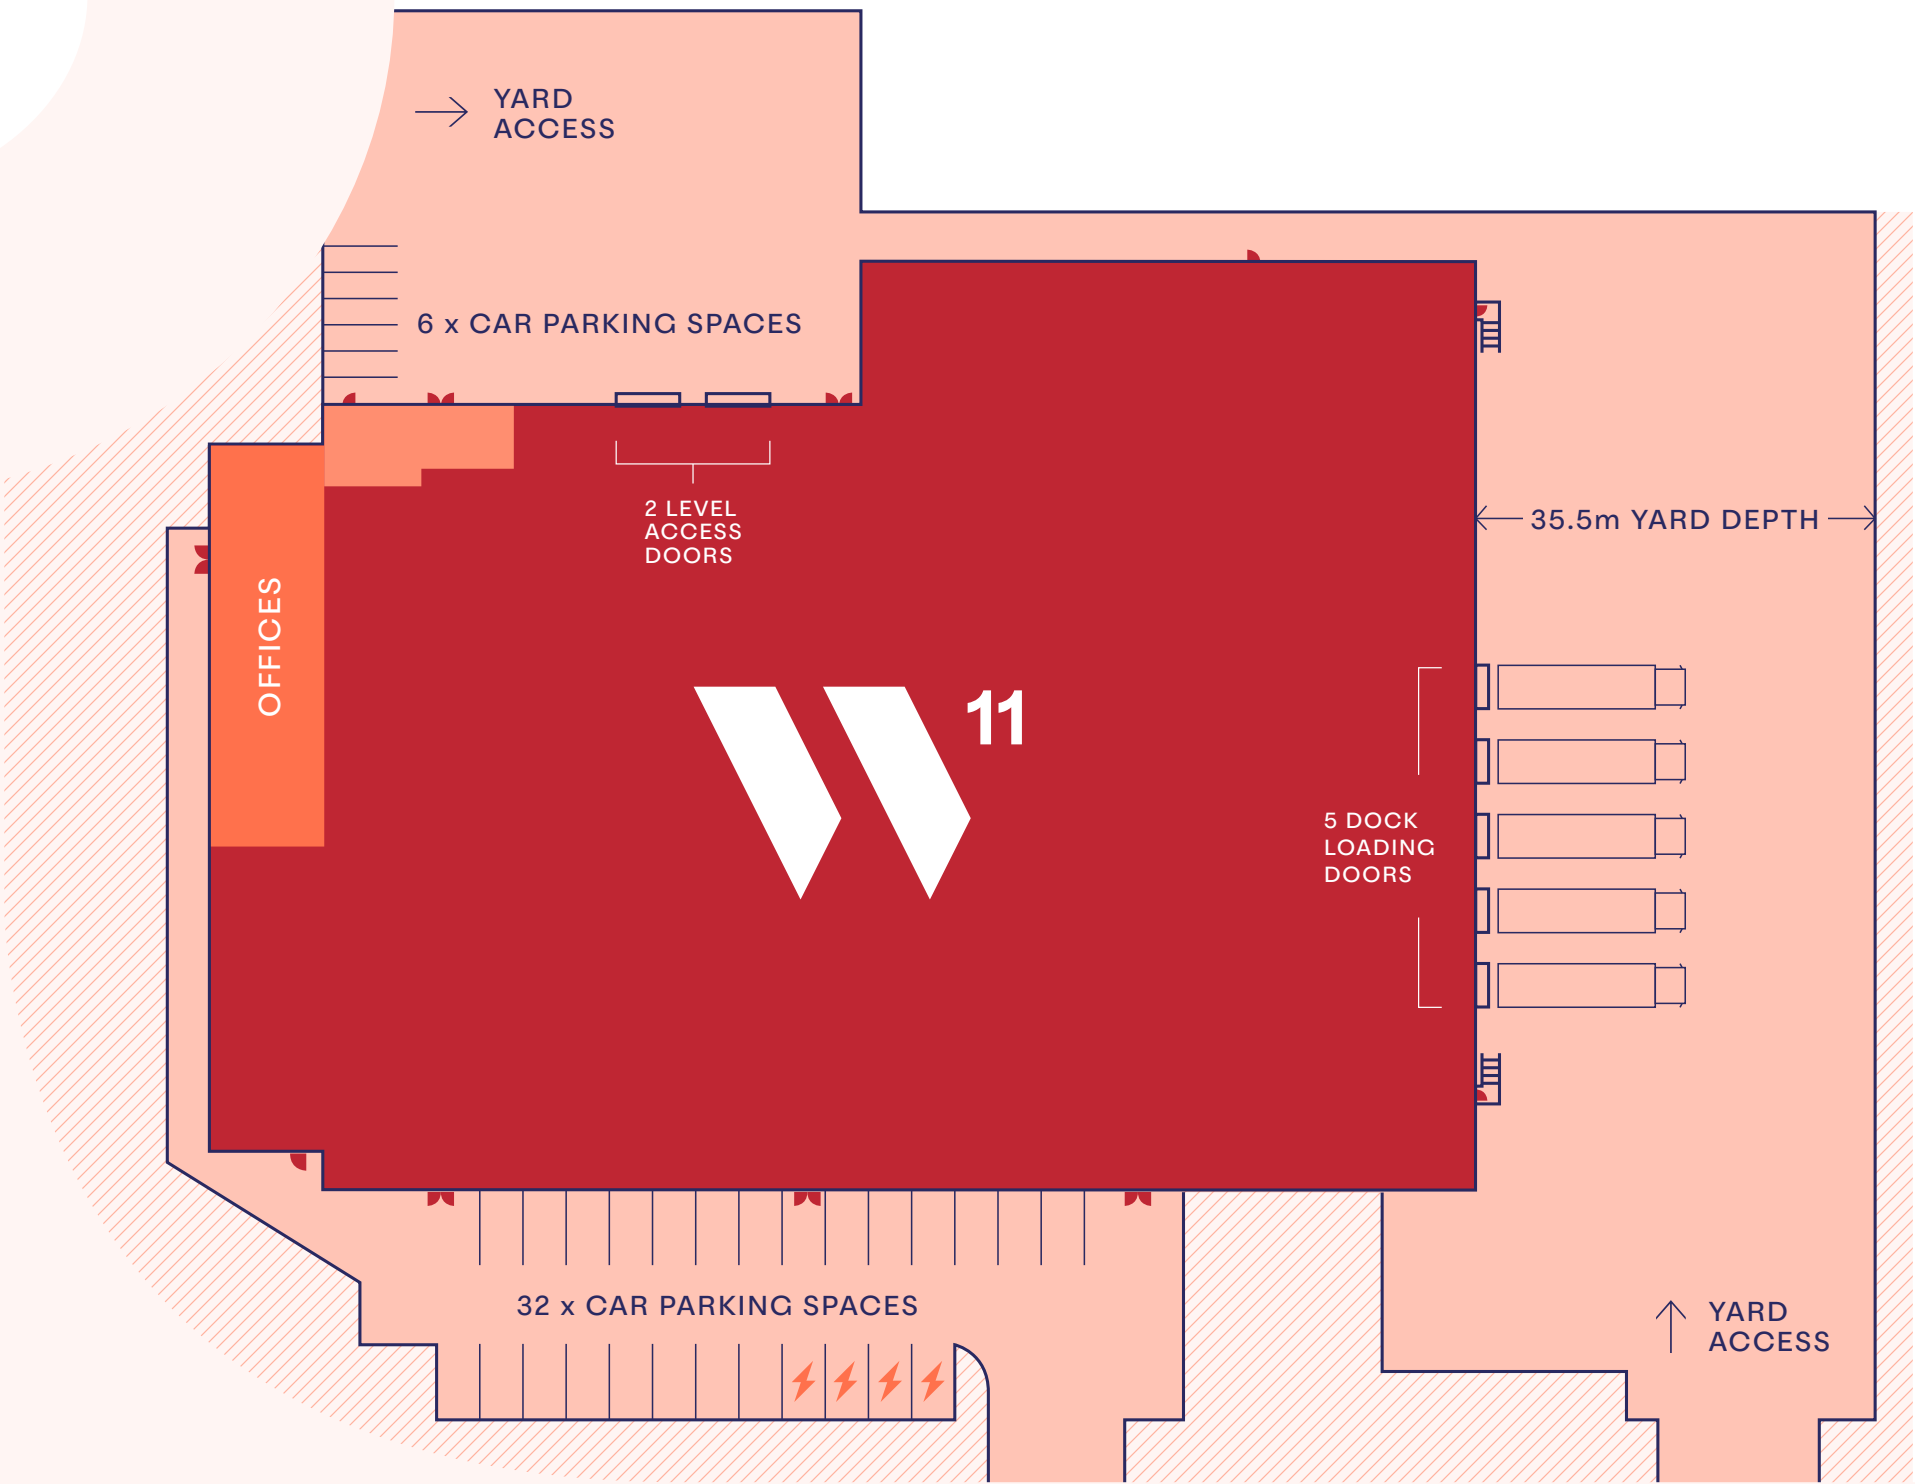 YARD
ACCESS
6 x CAR PARKING SPACES
2 LEVEL
ACCESS
DOORS
35.5m YARD DEPTH
OFFICES
W 11
5 DOCK
LOADING
DOORS
32 x CAR PARKING SPACES
YARD
ACCESS